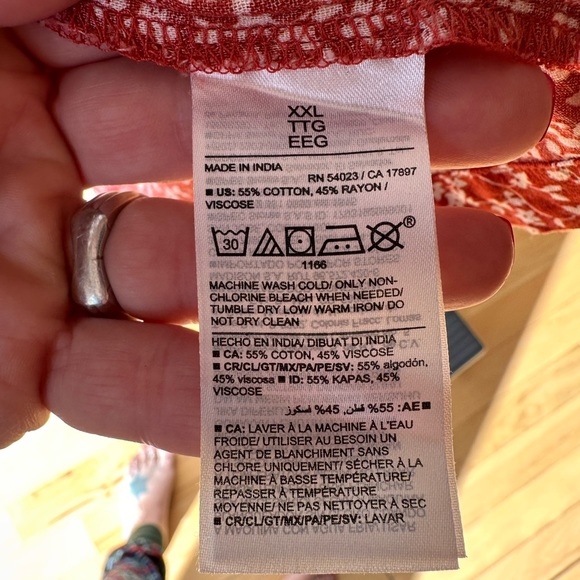 XXL
TTG
EEG
MADE IN INDIA
RN 54023 / CA 17897
■ US: 55% COTTON, 45% RAYON /
VISCOSE
30
®
1166
MACHINE WASH COLD/ ONLY NON-
CHLORINE BLEACH WHEN NEEDED/
TUMBLE DRY LOW/ WARM IRON/ DO
NOT DRY CLEAN
HECHO EN INDIA/ DIBUAT DI INDIA
■ CA: 55% COTON, 45% VISCOSE
■ CR/CL/GT/MX/PA/PE/SV: 55% algodón,
45% viscosa ■ ID: 55% KAPAS, 45%
VISCOSE
■ AE: 55% قطن, 45% فسكوز
■ CA: LAVER À LA MACHINE À L'EAU
FROIDE/ UTILISER AU BESOIN UN
AGENT DE BLANCHIMENT SANS
CHLORE UNIQUEMENT/ SÉCHER À LA
MACHINE À BASSE TEMPÉRATURE/
REPASSER À TEMPÉRATURE
MOYENNE/ NE PAS NETTOYER À SEC
■ CR/CL/GT/MX/PA/PE/SV: LAVAR